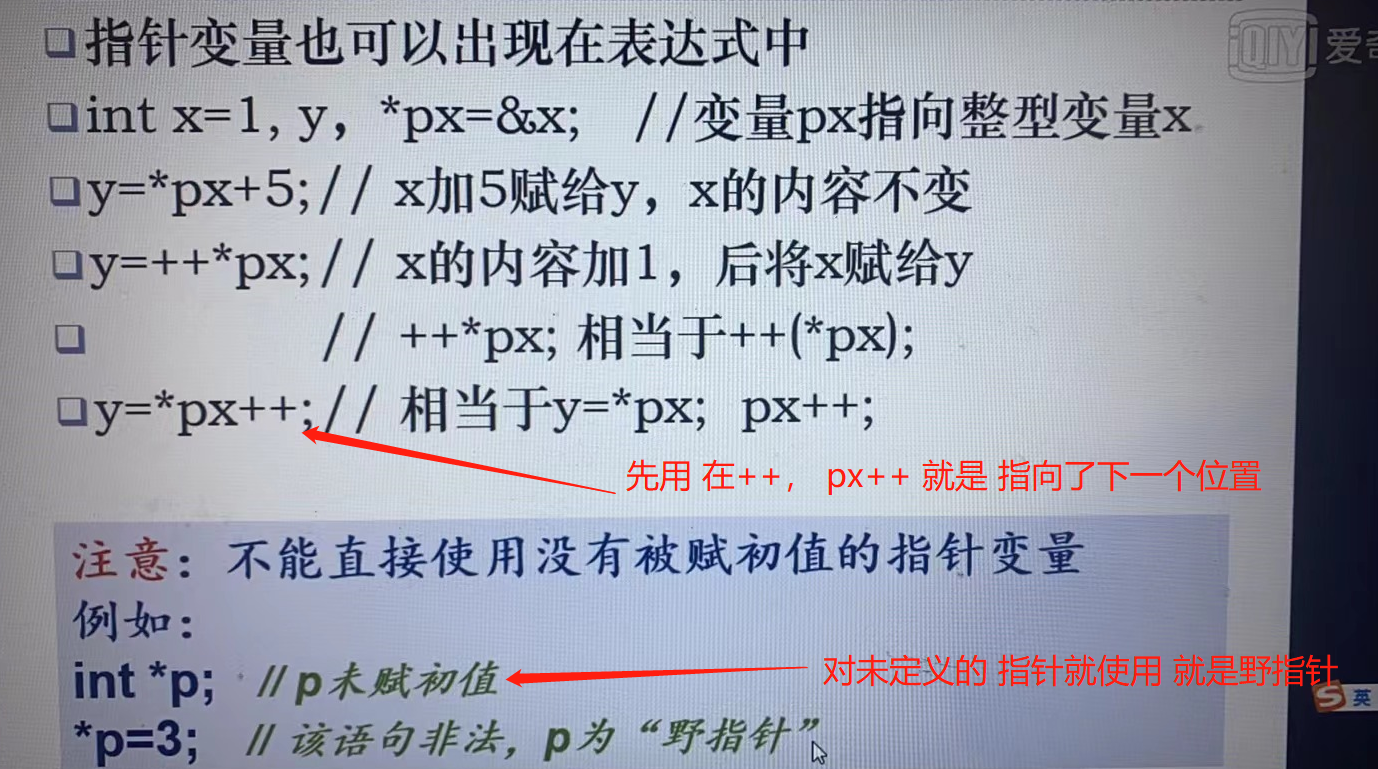 指针变量也可以出现在表达式中
int x=1, y，*px=&x; //变量px指向整型变量x
y=*px+5;// x加5赋给y，x的内容不变
y=++*px;// x的内容加1，后将x赋给y
// ++*px; 相当于++(*px);
y=*px++;// 相当于y=*px; px++;
先用 在++， px++ 就是 指向了下一个位置
注意：不能直接使用没有被赋初值的指针变量
例如：
int *p; // p未赋初值
对未定义的 指针就使用 就是野指针
*p=3; // 该语句非法，p为“野指针”
iQIYI 爱奇
S 英